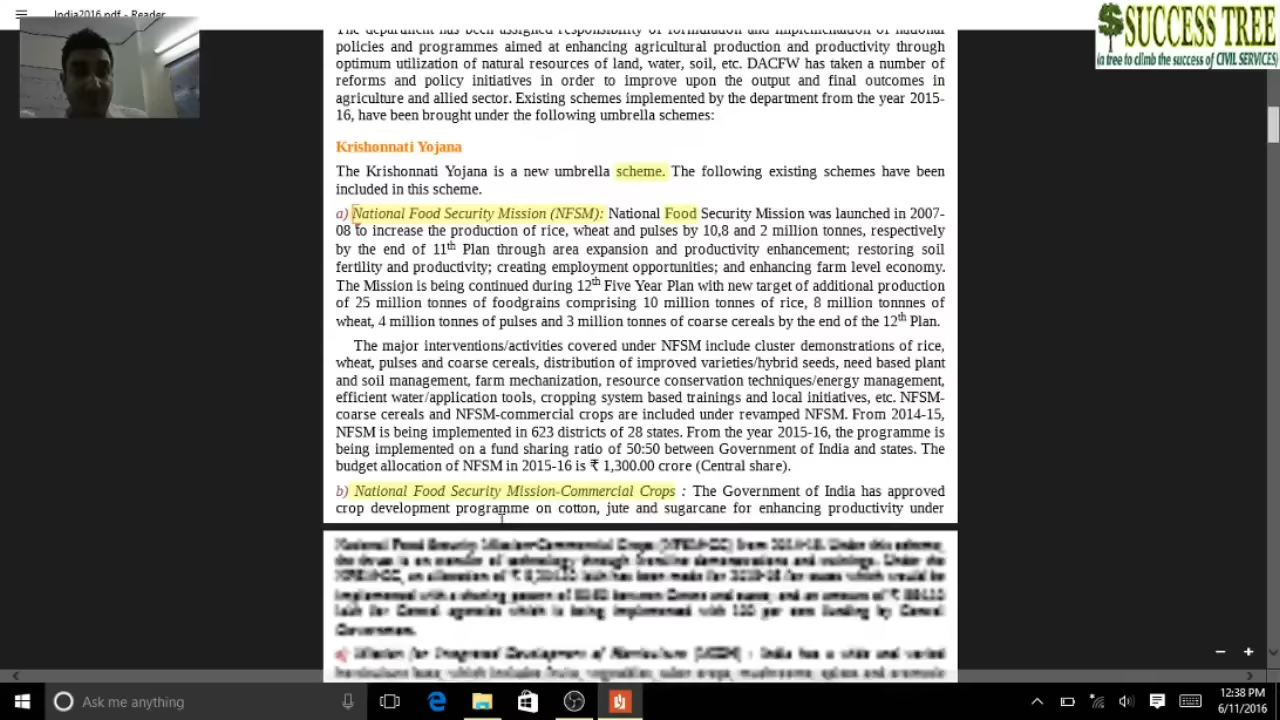 India2016.pdf - Reader
SUCCESS TREE
(a tree to climb the success of CIVIL SERVICES)
The department has been assigned responsibility of formulation and implementation of national
policies and programmes aimed at enhancing agricultural production and productivity through
optimum utilization of natural resources of land, water, soil, etc. DACFW has taken a number of
reforms and policy initiatives in order to improve upon the output and final outcomes in
agriculture and allied sector. Existing schemes implemented by the department from the year 2015-
16, have been brought under the following umbrella schemes:
Krishonnati Yojana
The Krishonnati Yojana is a new umbrella scheme. The following existing schemes have been
included in this scheme.
a) National Food Security Mission (NFSM): National Food Security Mission was launched in 2007-
08 to increase the production of rice, wheat and pulses by 10,8 and 2 million tonnes, respectively
by the end of 11th Plan through area expansion and productivity enhancement; restoring soil
fertility and productivity; creating employment opportunities; and enhancing farm level economy.
The Mission is being continued during 12th Five Year Plan with new target of additional production
of 25 million tonnes of foodgrains comprising 10 million tonnes of rice, 8 million tonnnes of
wheat, 4 million tonnes of pulses and 3 million tonnes of coarse cereals by the end of the 12th Plan.
The major interventions/activities covered under NFSM include cluster demonstrations of rice,
wheat, pulses and coarse cereals, distribution of improved varieties/hybrid seeds, need based plant
and soil management, farm mechanization, resource conservation techniques/energy management,
efficient water/application tools, cropping system based trainings and local initiatives, etc. NFSM-
coarse cereals and NFSM-commercial crops are included under revamped NFSM. From 2014-15,
NFSM is being implemented in 623 districts of 28 states. From the year 2015-16, the programme is
being implemented on a fund sharing ratio of 50:50 between Government of India and states. The
budget allocation of NFSM in 2015-16 is ₹ 1,300.00 crore (Central share).
b) National Food Security Mission-Commercial Crops : The Government of India has approved
crop development programme on cotton, jute and sugarcane for enhancing productivity under
Ask me anything
12:38 PM
6/11/2016